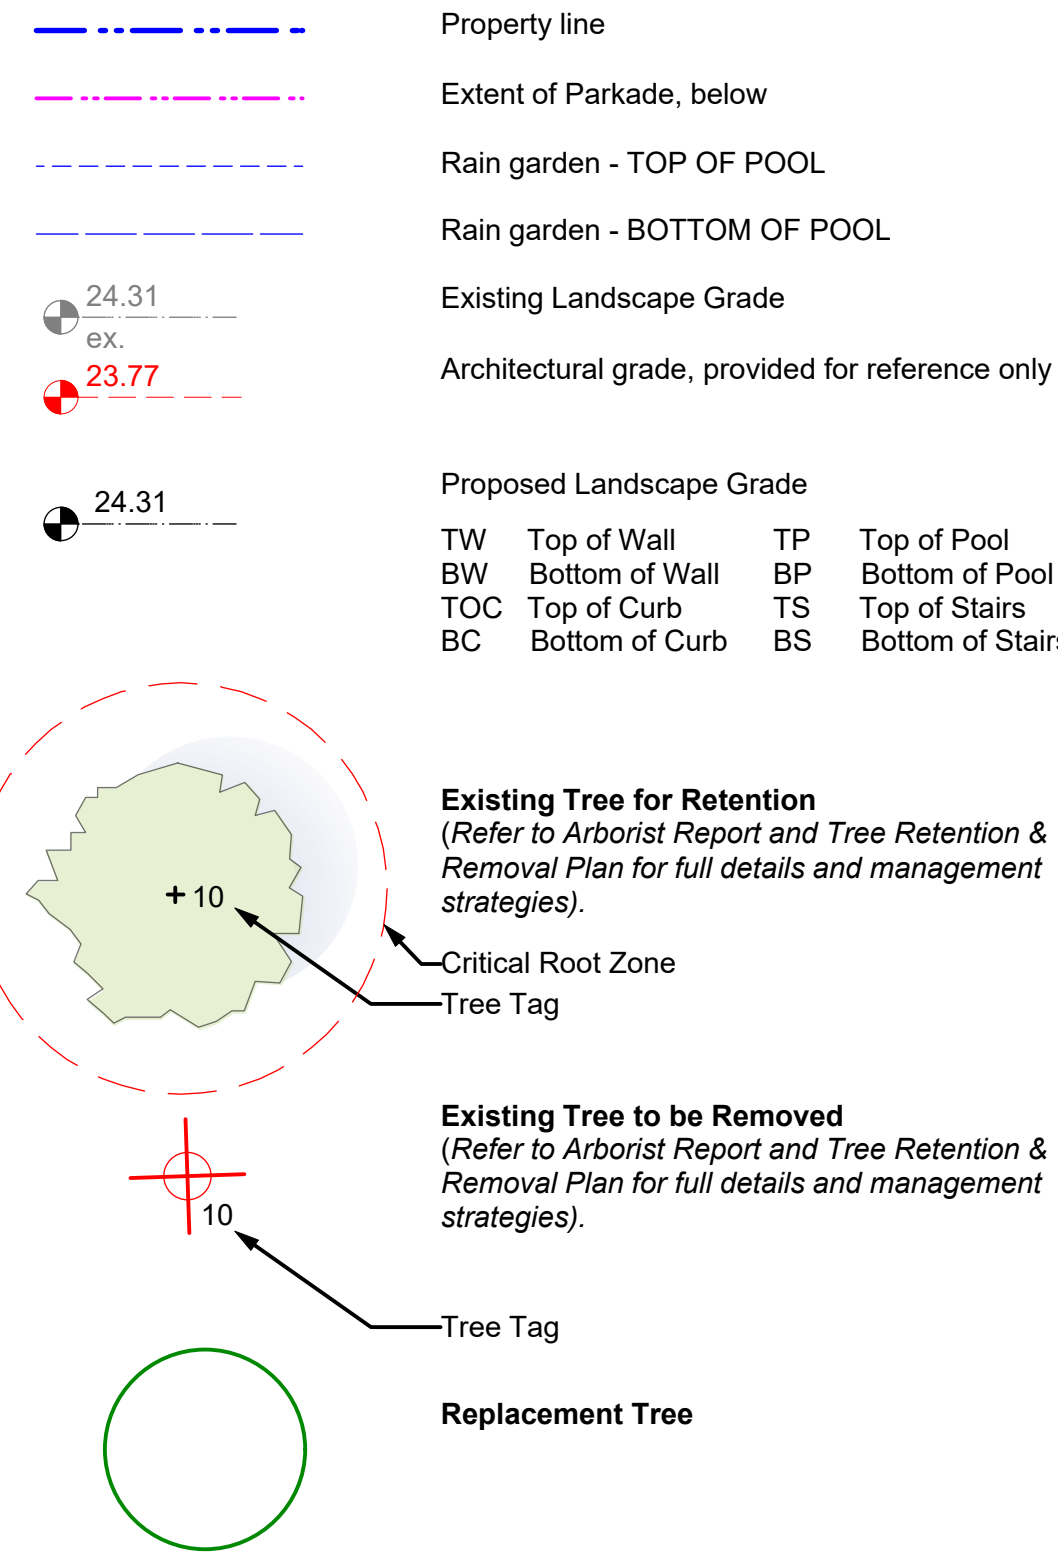 Property line
Extent of Parkade, below
Rain garden - TOP OF POOL
Rain garden - BOTTOM OF POOL
24.31
ex.
Existing Landscape Grade
23.77
Architectural grade, provided for reference only
24.31
Proposed Landscape Grade
TW Top of Wall TP Top of Pool
BW Bottom of Wall BP Bottom of Pool
TOC Top of Curb TS Top of Stairs
BC Bottom of Curb BS Bottom of Stairs
Existing Tree for Retention
(Refer to Arborist Report and Tree Retention &
Removal Plan for full details and management
strategies).
10
Critical Root Zone
Tree Tag
Existing Tree to be Removed
(Refer to Arborist Report and Tree Retention &
Removal Plan for full details and management
strategies).
10
Tree Tag
Replacement Tree